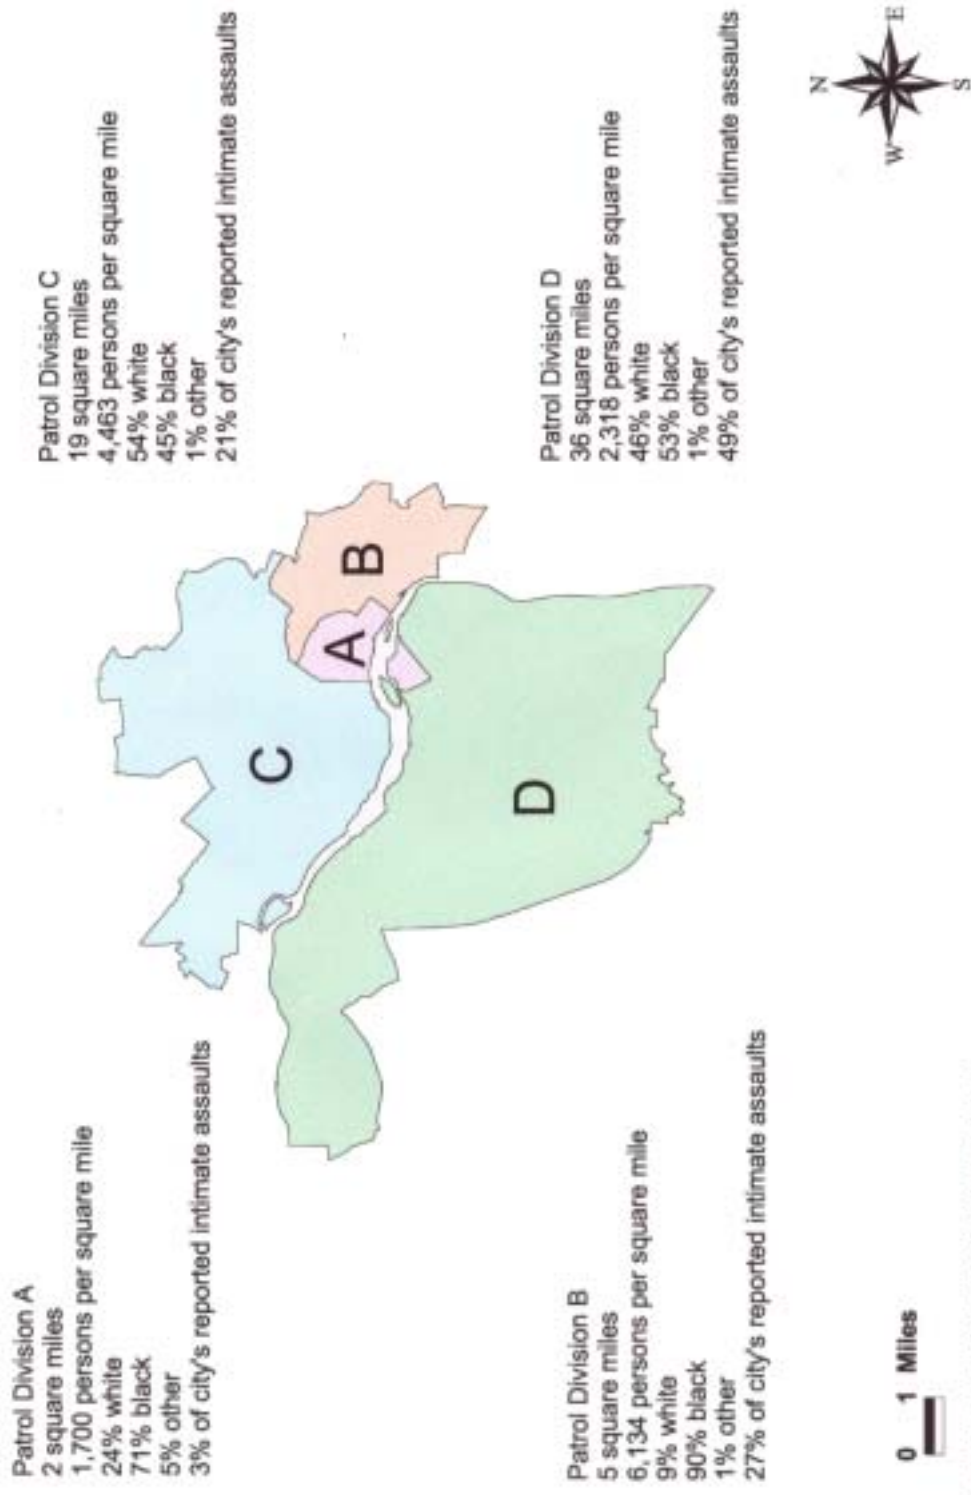 Patrol Division A
2 square miles
1,700 persons per square mile
24% white
71% black
5% other
3% of city's reported intimate assaults
Patrol Division C
19 square miles
4,463 persons per square mile
54% white
45% black
1% other
21% of city's reported intimate assaults
C
A
B
D
Patrol Division B
5 square miles
6,134 persons per square mile
9% white
90% black
1% other
27% of city's reported intimate assaults
Patrol Division D
36 square miles
2,318 persons per square mile
46% white
53% black
1% other
49% of city's reported intimate assaults
0 1 Miles
N
W E
S